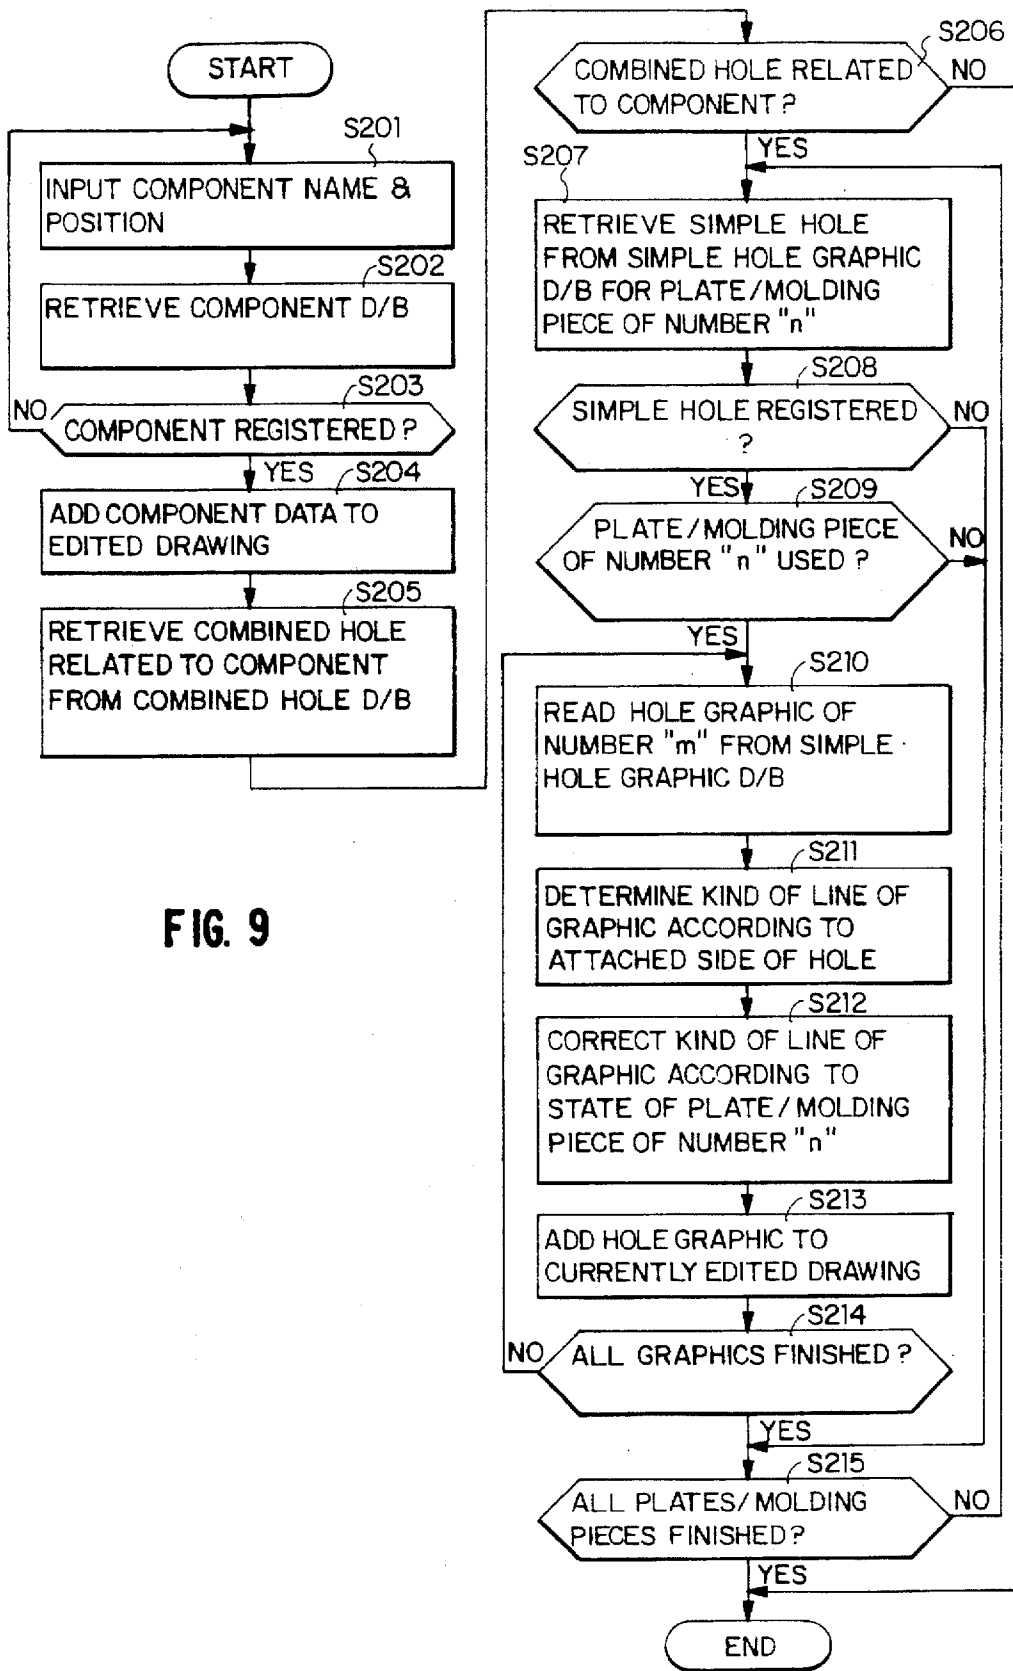 START
S201
INPUT COMPONENT NAME &
POSITION
S202
RETRIEVE COMPONENT D/B
S203
NO
COMPONENT REGISTERED?
YES
S204
ADD COMPONENT DATA TO
EDITED DRAWING
S205
RETRIEVE COMBINED HOLE
RELATED TO COMPONENT
FROM COMBINED HOLE D/B
FIG. 9
S206
COMBINED HOLE RELATED
TO COMPONENT?
NO
YES
S207
RETRIEVE SIMPLE HOLE
FROM SIMPLE HOLE GRAPHIC
D/B FOR PLATE/MOLDING
PIECE OF NUMBER "n"
S208
SIMPLE HOLE REGISTERED
?
NO
YES
S209
PLATE/MOLDING PIECE
OF NUMBER "n" USED?
NO
YES
S210
READ HOLE GRAPHIC OF
NUMBER "m" FROM SIMPLE
HOLE GRAPHIC D/B
S211
DETERMINE KIND OF LINE OF
GRAPHIC ACCORDING TO
ATTACHED SIDE OF HOLE
S212
CORRECT KIND OF LINE OF
GRAPHIC ACCORDING TO
STATE OF PLATE/MOLDING
PIECE OF NUMBER "n"
S213
ADD HOLE GRAPHIC TO
CURRENTLY EDITED DRAWING
S214
NO
ALL GRAPHICS FINISHED?
YES
S215
ALL PLATES/MOLDING
PIECES FINISHED?
NO
YES
END